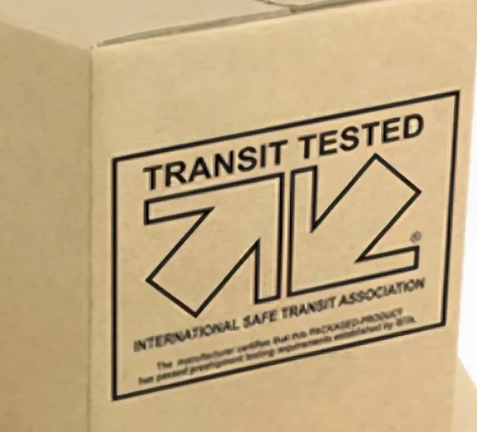 TRANSIT TESTED
®
INTERNATIONAL SAFE TRANSIT ASSOCIATION
The manufacturer certifies that this PACKAGED-PRODUCT
has passed preshipment testing requirements established by ISTA.